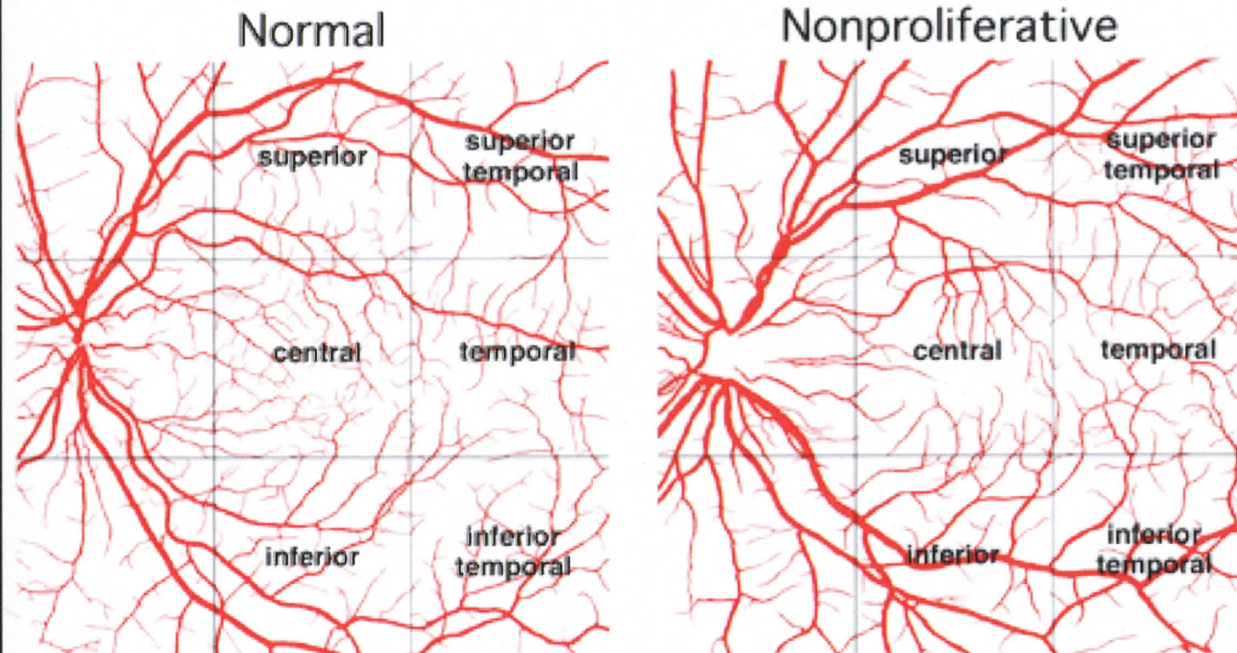 Normal
superior
superior
temporal
central
temporal
inferior
inferior
temporal
Nonproliferative
superior
superior
temporal
central
temporal
inferior
inferior
temporal